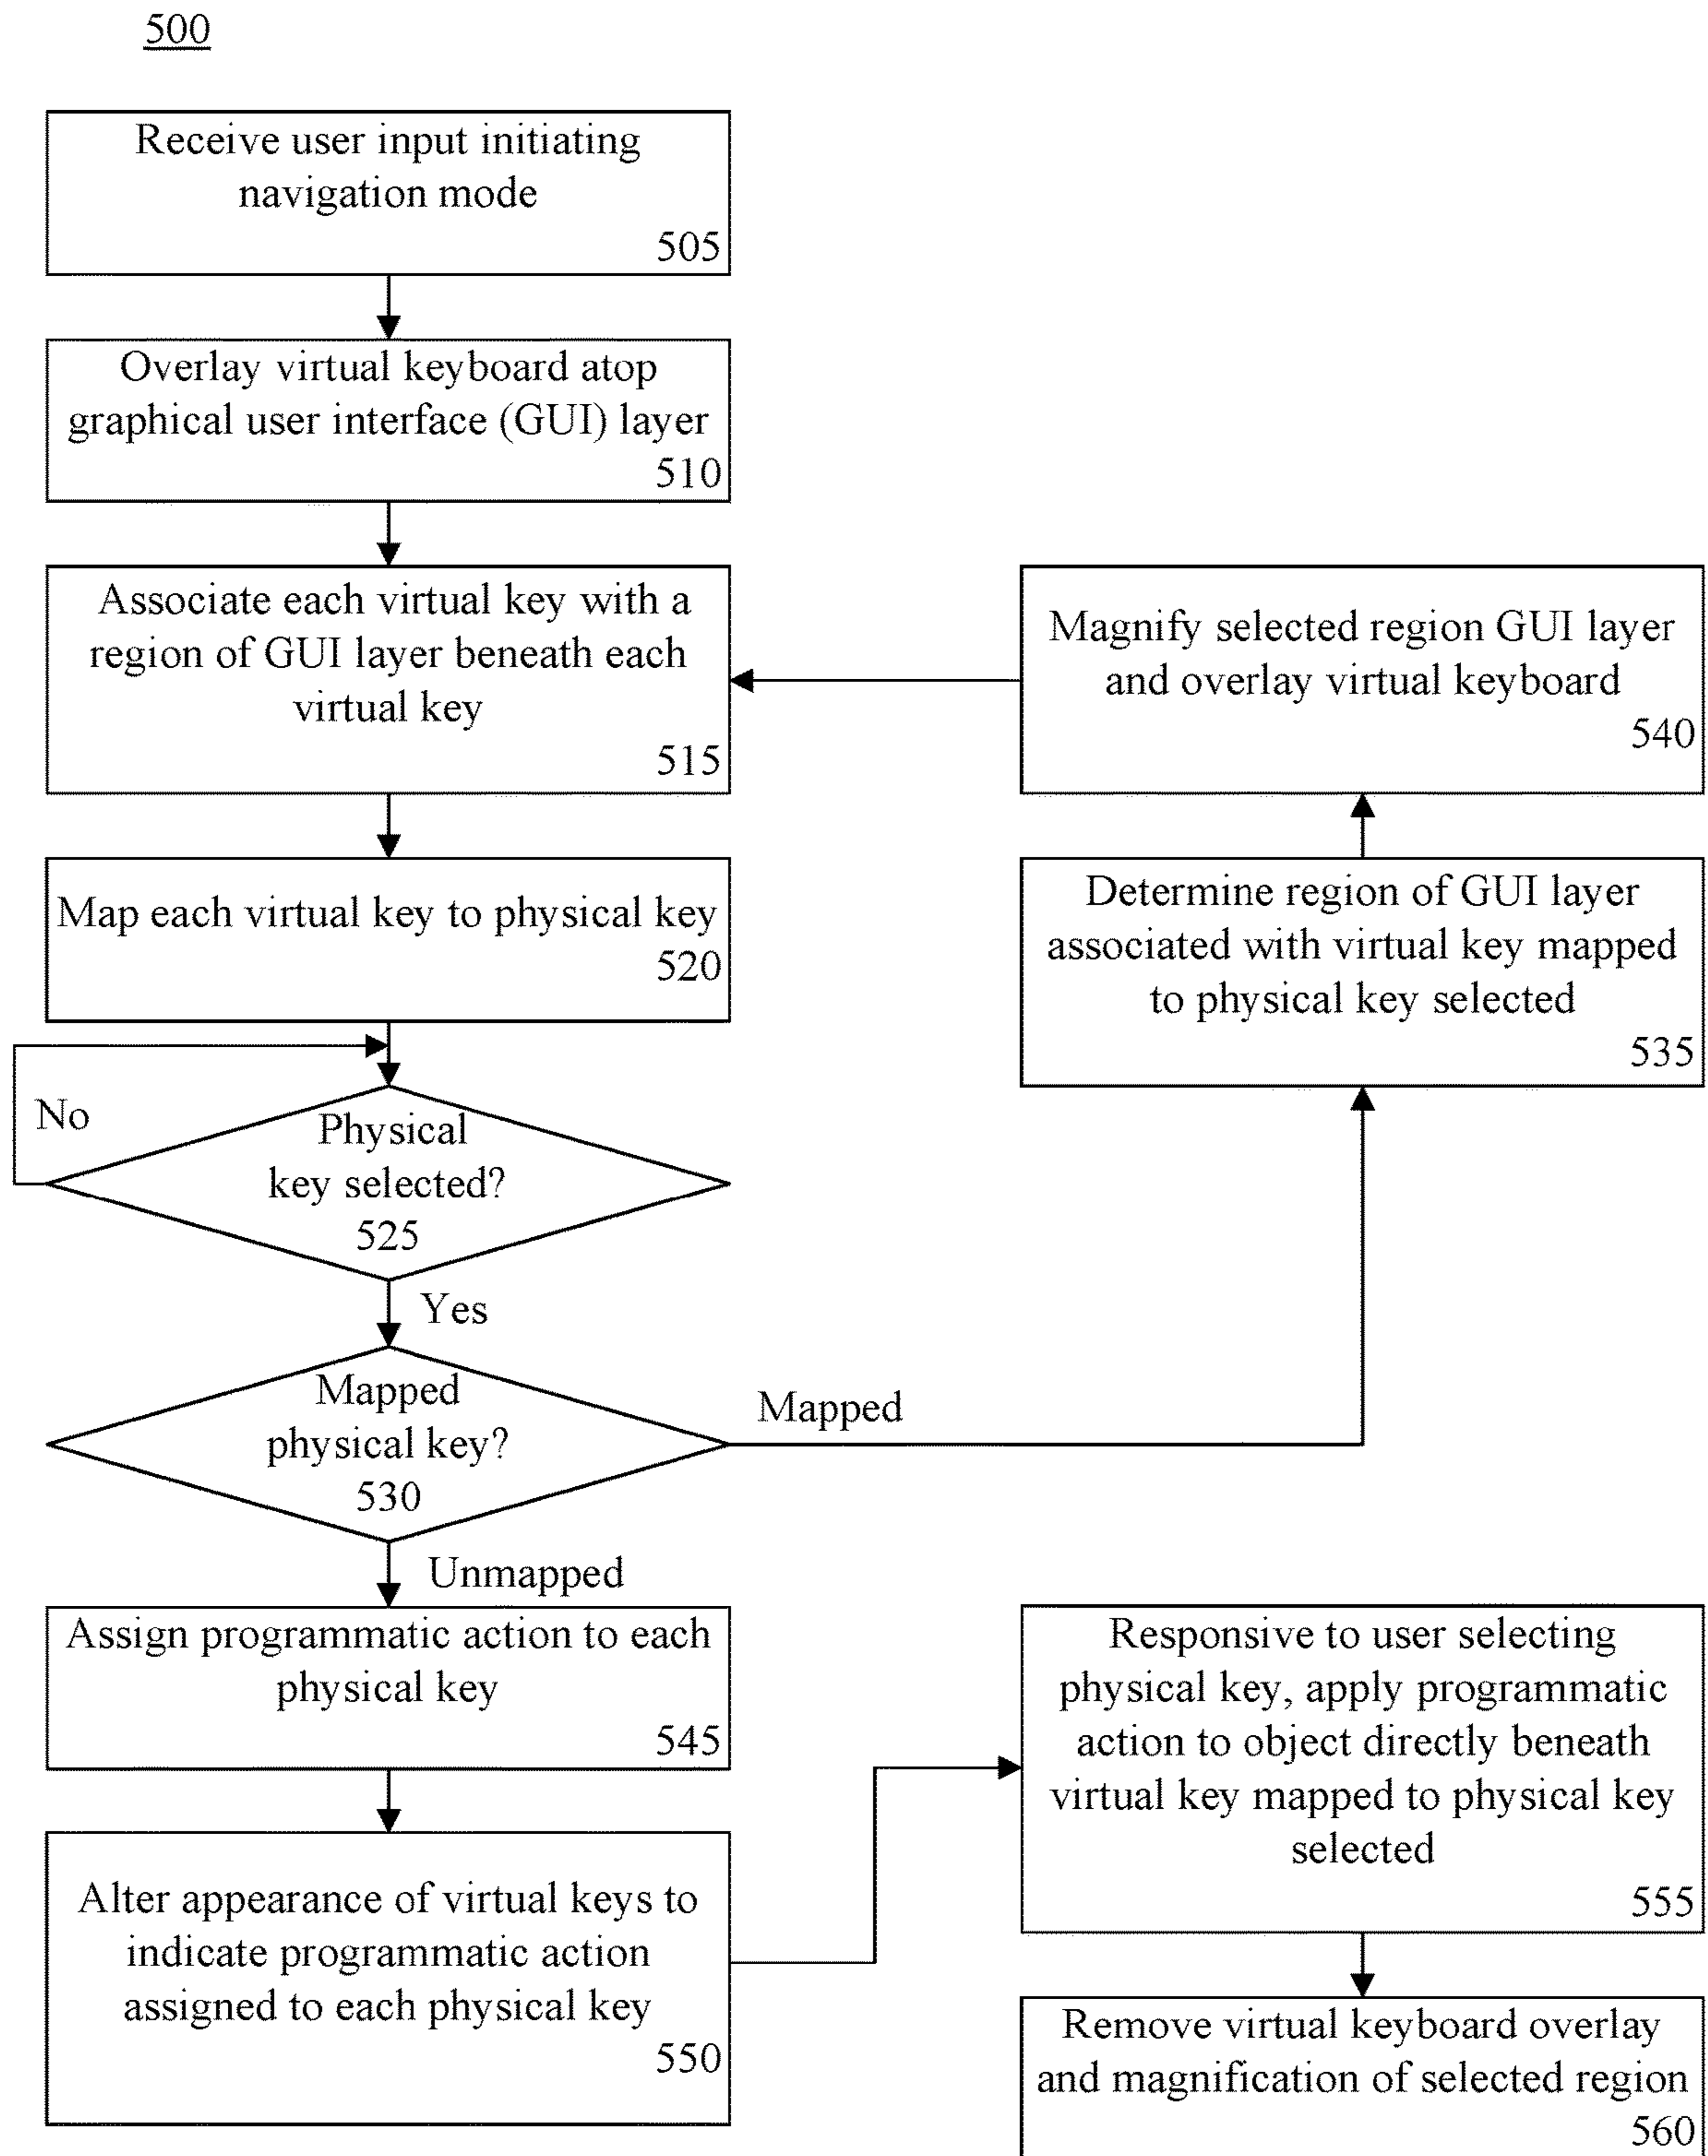 500
Receive user input initiating
navigation mode
505
Overlay virtual keyboard atop
graphical user interface (GUI) layer
510
Associate each virtual key with a
region of GUI layer beneath each
virtual key
515
Magnify selected region GUI layer
and overlay virtual keyboard
540
Map each virtual key to physical key
520
Determine region of GUI layer
associated with virtual key mapped
to physical key selected
535
No
Physical
key selected?
525
Yes
Mapped
physical key?
530
Mapped
Unmapped
Assign programmatic action to each
physical key
545
Alter appearance of virtual keys to
indicate programmatic action
assigned to each physical key
550
Responsive to user selecting
physical key, apply programmatic
action to object directly beneath
virtual key mapped to physical key
selected
555
Remove virtual keyboard overlay
and magnification of selected region
560